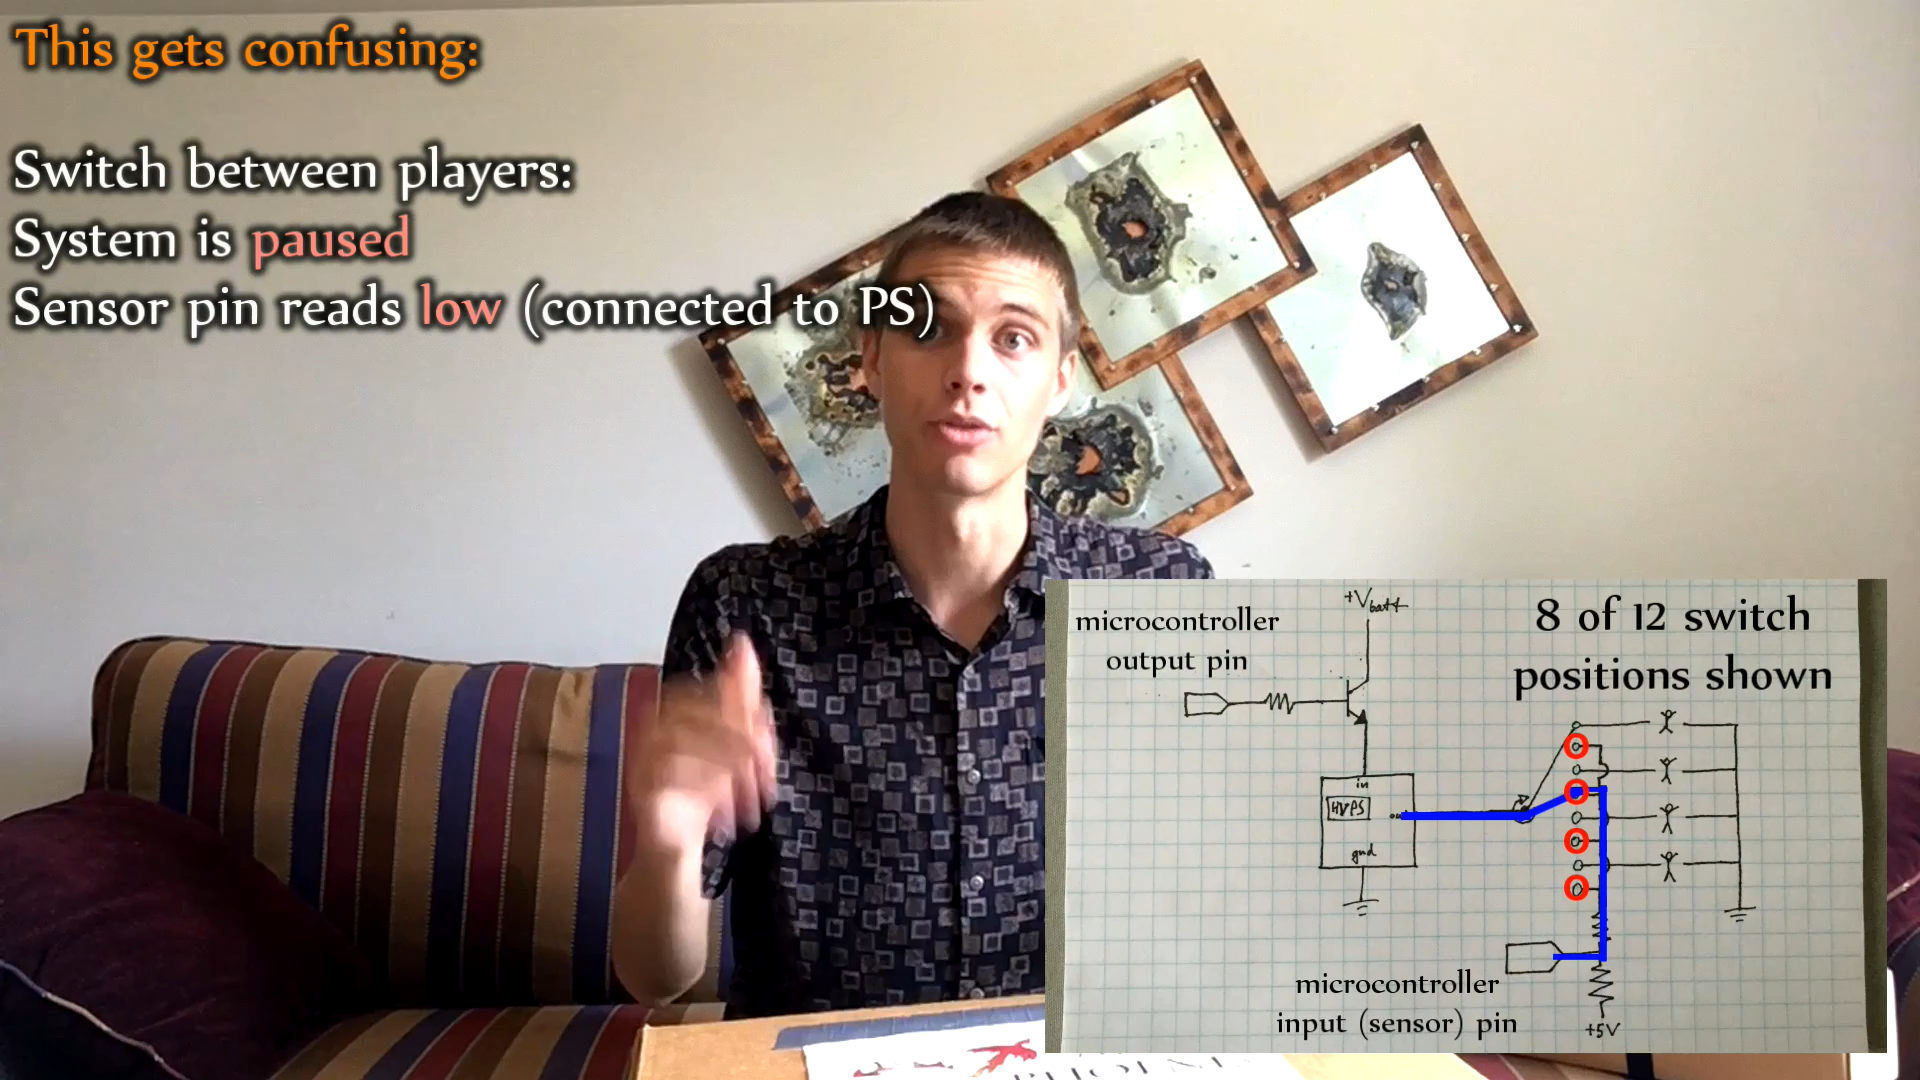 This gets confusing:
Switch between players:
System is paused
Sensor pin reads low (connected to PS)
microcontroller
output pin
+Vbatt
8 of 12 switch
positions shown
in
HVPS
gnd
microcontroller
input (sensor) pin
+5V